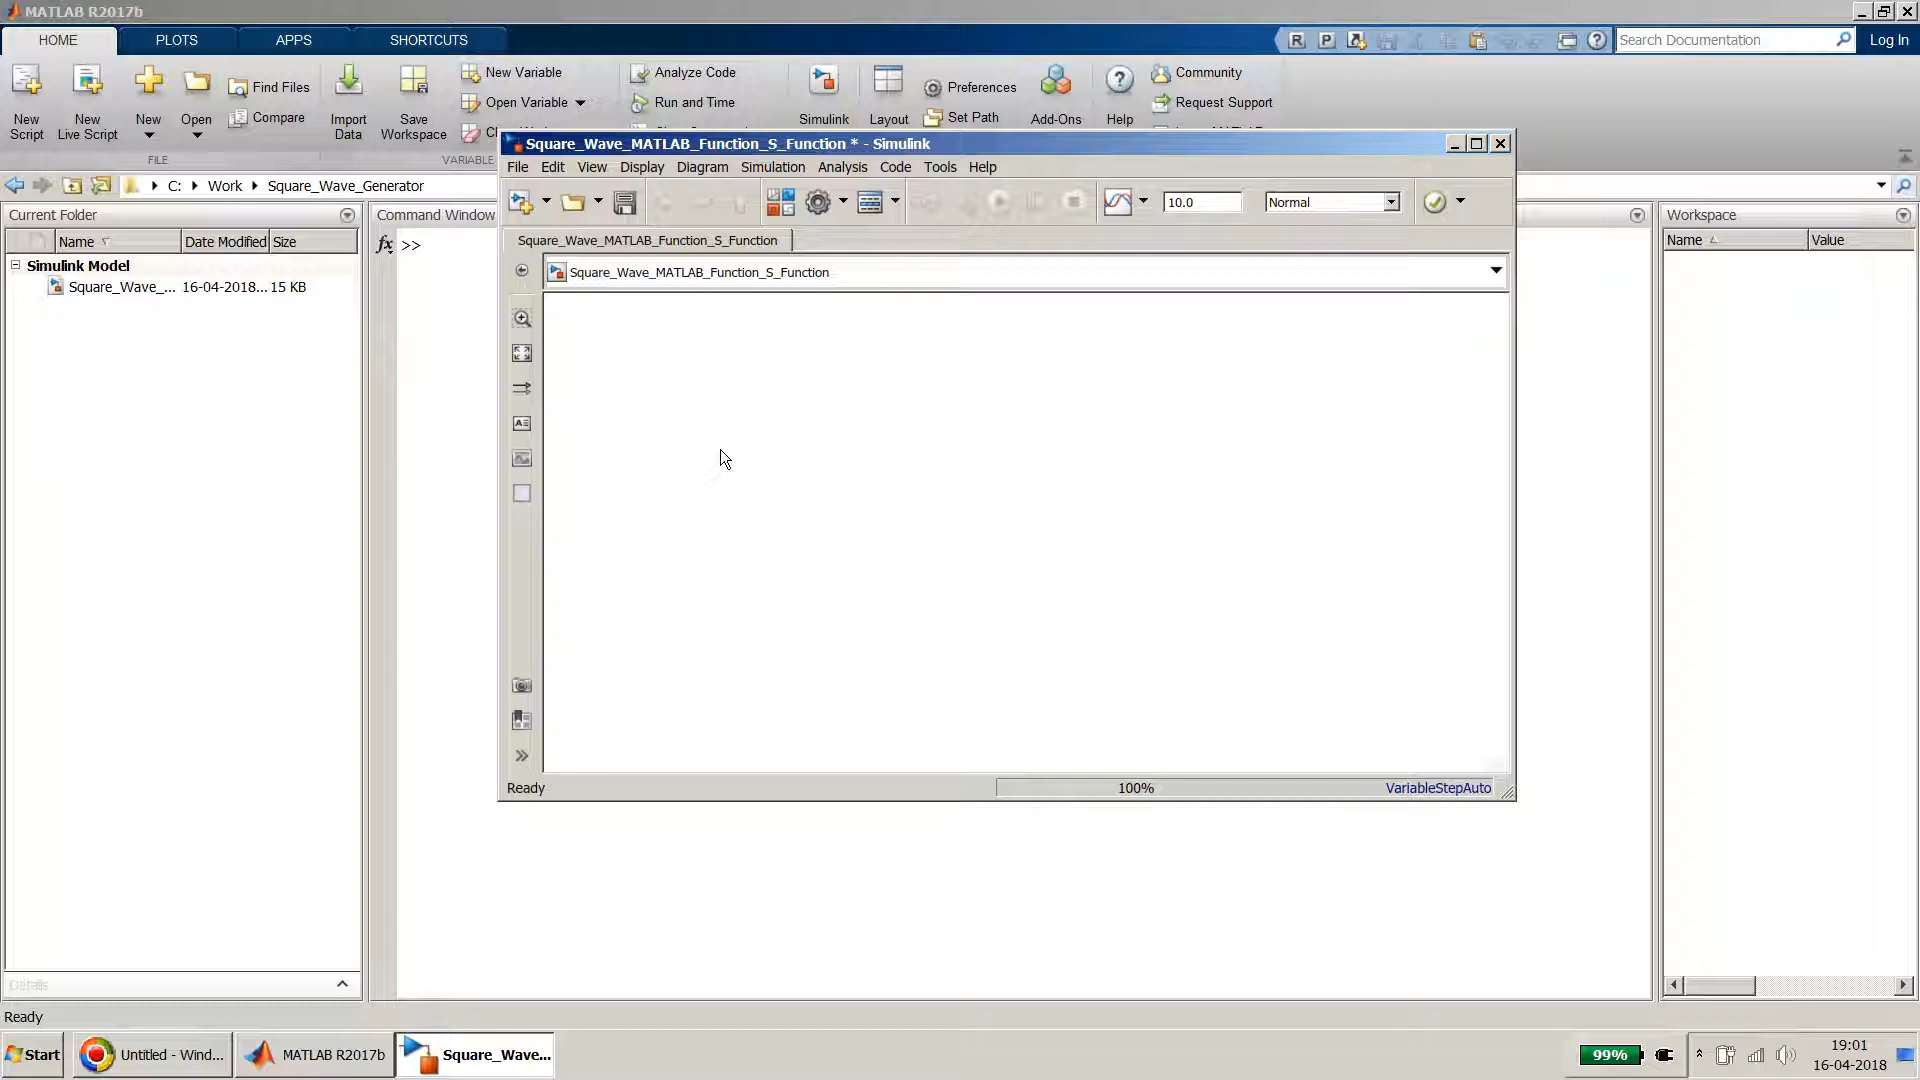 MATLAB R2017b
HOME
PLOTS
APPS
SHORTCUTS
Search Documentation
Log In
New Script
New Live Script
New
Open
Find Files
Compare
Import Data
Save Workspace
New Variable
Open Variable
Analyze Code
Run and Time
Simulink
Layout
Preferences
Set Path
Add-Ons
Help
Community
Request Support
FILE
VARIABLE
C: Work Square_Wave_Generator
Current Folder
Name Date Modified Size
Simulink Model
Square_Wave_... 16-04-2018... 15 KB
Details
Command Window
fx >>
Square_Wave_MATLAB_Function_S_Function * - Simulink
File Edit View Display Diagram Simulation Analysis Code Tools Help
10.0
Normal
Square_Wave_MATLAB_Function_S_Function
Square_Wave_MATLAB_Function_S_Function
Ready
100%
VariableStepAuto
Workspace
Name Value
Ready
Start
Untitled - Wind...
MATLAB R2017b
Square_Wave...
99%
19:01
16-04-2018